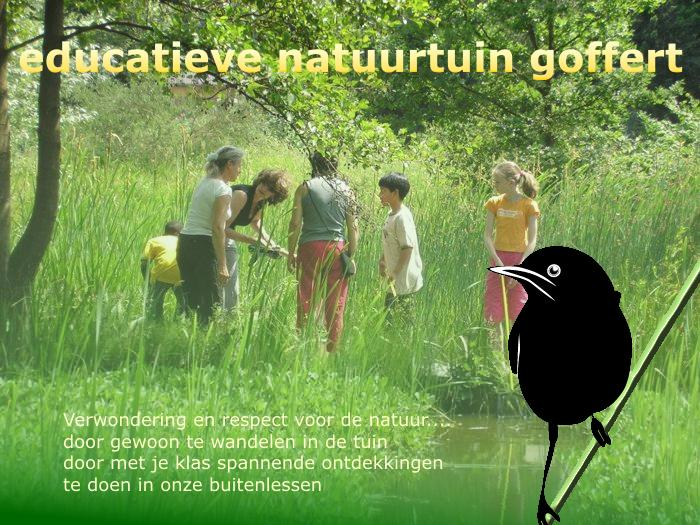 educatieve natuurtuin goffert
Verwondering en respect voor de natuur.....
door gewoon te wandelen in de tuin
door met je klas spannende ontdekkingen
te doen in onze buitenlessen